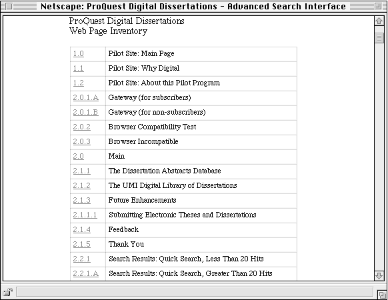 Netscape: ProQuest Digital Dissertations - Advanced Search Interface
ProQuest Digital Dissertations
Web Page Inventory
1.0 Pilot Site: Main Page
1.1 Pilot Site: Why Digital
1.2 Pilot Site: About this Pilot Program
2.0.1.A Gateway (for subscribers)
2.0.1.B Gateway (for non-subscribers)
2.0.2 Browser Compatibility Test
2.0.3 Browser Incompatible
2.0 Main
2.1.1 The Dissertation Abstracts Database
2.1.2 The UMI Digital Library of Dissertations
2.1.3 Future Enhancements
2.1.1.1 Submitting Electronic Theses and Dissertations
2.1.4 Feedback
2.1.5 Thank You
2.2.1 Search Results: Quick Search, Less Than 20 Hits
2.2.1.A Search Results: Quick Search, Greater Than 20 Hits